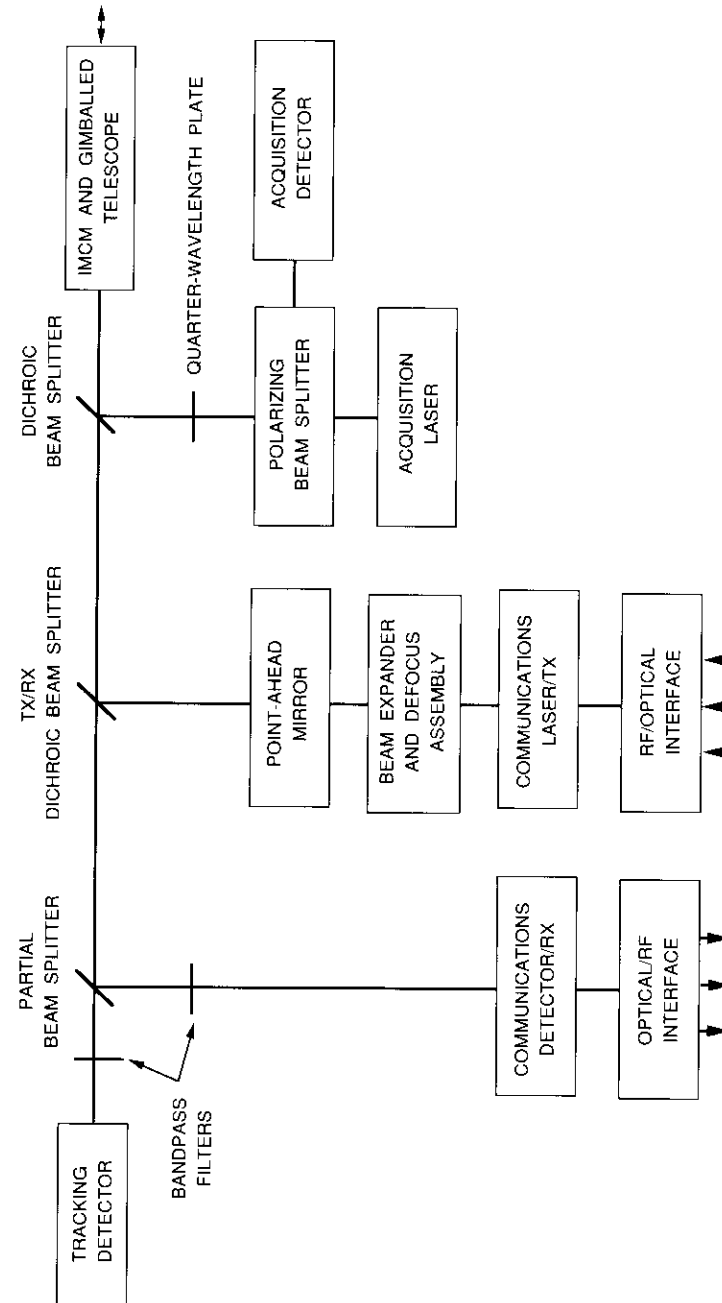 IMCM AND GIMBALLED
TELESCOPE
DICHROIC
BEAM SPLITTER
QUARTER-WAVELENGTH PLATE
ACQUISITION
DETECTOR
POLARIZING
BEAM SPLITTER
ACQUISITION
LASER
TX/RX
DICHROIC BEAM SPLITTER
POINT-AHEAD
MIRROR
BEAM EXPANDER
AND DEFOCUS
ASSEMBLY
COMMUNICATIONS
LASER/TX
RF/OPTICAL
INTERFACE
PARTIAL
BEAM SPLITTER
COMMUNICATIONS
DETECTOR/RX
OPTICAL/RF
INTERFACE
BANDPASS
FILTERS
TRACKING
DETECTOR